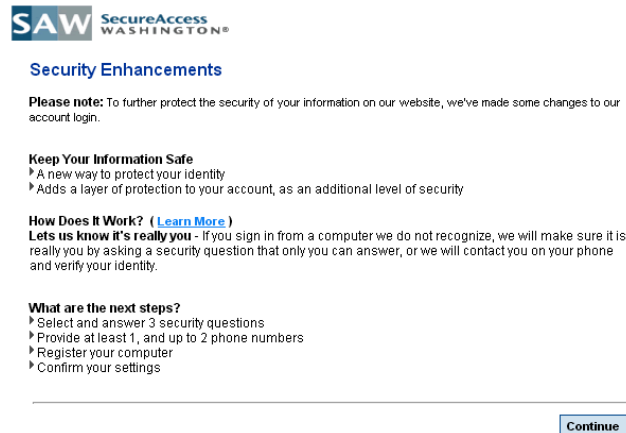 SAW SecureAccess
WASHINGTON®
Security Enhancements
Please note: To further protect the security of your information on our website, we've made some changes to our
account login.
Keep Your Information Safe
A new way to protect your identity
Adds a layer of protection to your account, as an additional level of security
How Does It Work? ( Learn More )
Lets us know it's really you - If you sign in from a computer we do not recognize, we will make sure it is
really you by asking a security question that only you can answer, or we will contact you on your phone
and verify your identity.
What are the next steps?
Select and answer 3 security questions
Provide at least 1, and up to 2 phone numbers
Register your computer
Confirm your settings
Continue